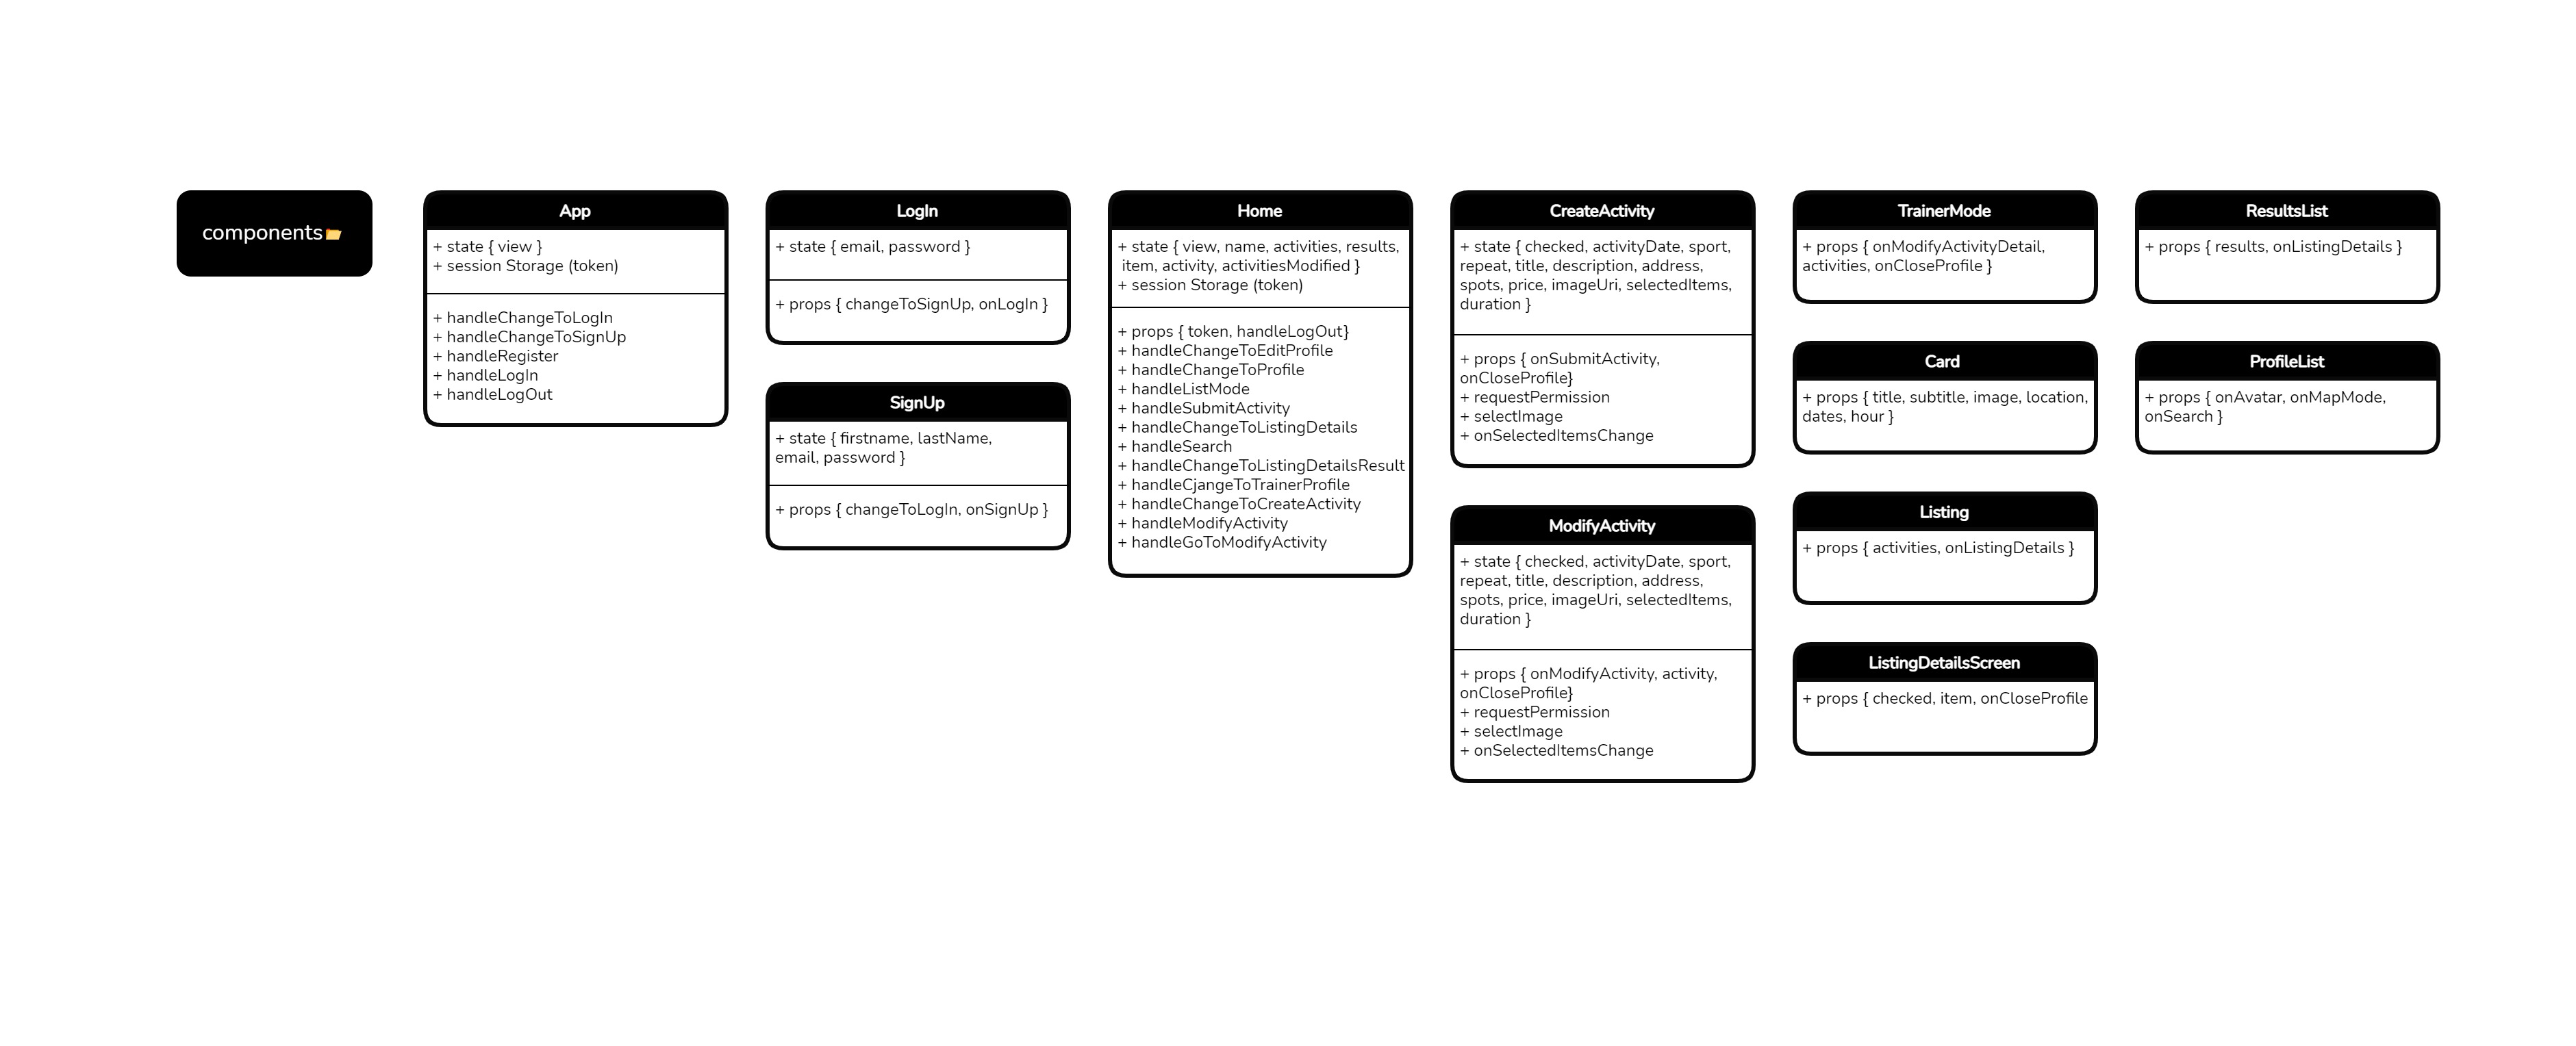 components
App
+ state { view }
+ session Storage (token)
+ handleChangeToLogIn
+ handleChangeToSignUp
+ handleRegister
+ handleLogIn
+ handleLogOut
LogIn
+ state { email, password }
+ props { changeToSignUp, onLogIn }
SignUp
+ state { firstname, lastName,
email, password }
+ props { changeToLogIn, onSignUp }
Home
+ state { view, name, activities, results,
item, activity, activitiesModified }
+ session Storage (token)
+ props { token, handleLogOut}
+ handleChangeToEditProfile
+ handleChangeToProfile
+ handleListMode
+ handleSubmitActivity
+ handleChangeToListingDetails
+ handleSearch
+ handleChangeToListingDetailsResult
+ handleCjangeToTrainerProfile
+ handleChangeToCreateActivity
+ handleModifyActivity
+ handleGoToModifyActivity
CreateActivity
+ state { checked, activityDate, sport,
repeat, title, description, address,
spots, price, imageUri, selectedItems,
duration }
+ props { onSubmitActivity,
onCloseProfile}
+ requestPermission
+ selectImage
+ onSelectedItemsChange
ModifyActivity
+ state { checked, activityDate, sport,
repeat, title, description, address,
spots, price, imageUri, selectedItems,
duration }
+ props { onModifyActivity, activity,
onCloseProfile}
+ requestPermission
+ selectImage
+ onSelectedItemsChange
TrainerMode
+ props { onModifyActivityDetail,
activities, onCloseProfile }
Card
+ props { title, subtitle, image, location,
dates, hour }
Listing
+ props { activities, onListingDetails }
ListingDetailsScreen
+ props { checked, item, onCloseProfile
ResultsList
+ props { results, onListingDetails }
ProfileList
+ props { onAvatar, onMapMode,
onSearch }